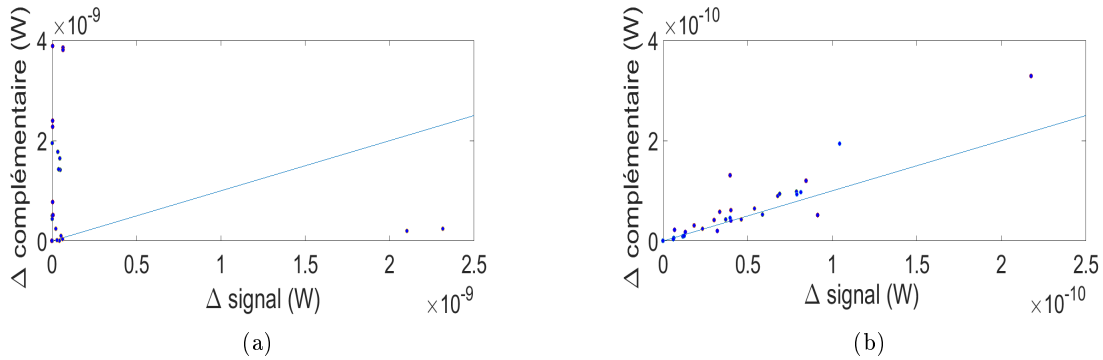 ×10⁻⁹
4
2
0
Δ complémentaire (W)
0 0.5 1 1.5 2 2.5
Δ signal (W)
×10⁻⁹
(a)
×10⁻¹⁰
4
2
0
Δ complémentaire (W)
0 0.5 1 1.5 2 2.5
Δ signal (W)
×10⁻¹⁰
(b)